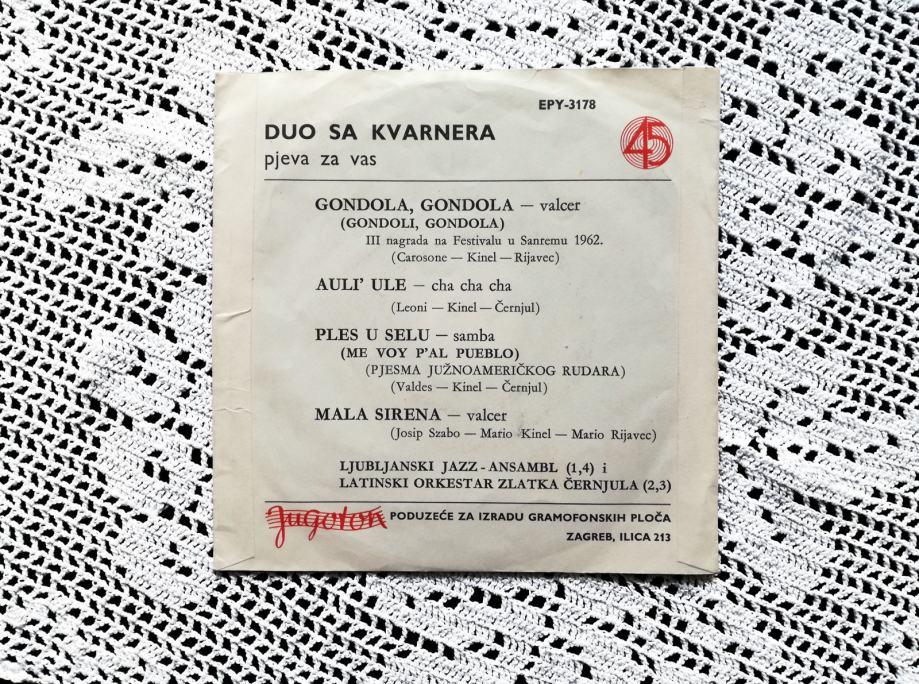 EPY-3178
DUO SA KVARNERA
45
pjeva za vas
GONDOLA, GONDOLA — valcer
(GONDOLI, GONDOLA)
III nagrada na Festivalu u Sanremu 1962.
(Carosone — Kinel — Rijavec)
AULI’ ULE — cha cha cha
(Leoni — Kinel — Černjul)
PLES U SELU — samba
(ME VOY P’AL PUEBLO)
(PJESMA JUŽNOAMERIČKOG RUDARA)
(Valdes — Kinel — Černjul)
MALA SIRENA — valcer
(Josip Szabo — Mario Kinel — Mario Rijavec)
LJUBLJANSKI JAZZ-ANSAMBL (1,4) i
LATINSKI ORKESTAR ZLATKA ČERNJULA (2,3)
Jugoton PODUZEĆE ZA IZRADU GRAMOFONSKIH PLOČA
ZAGREB, ILICA 213